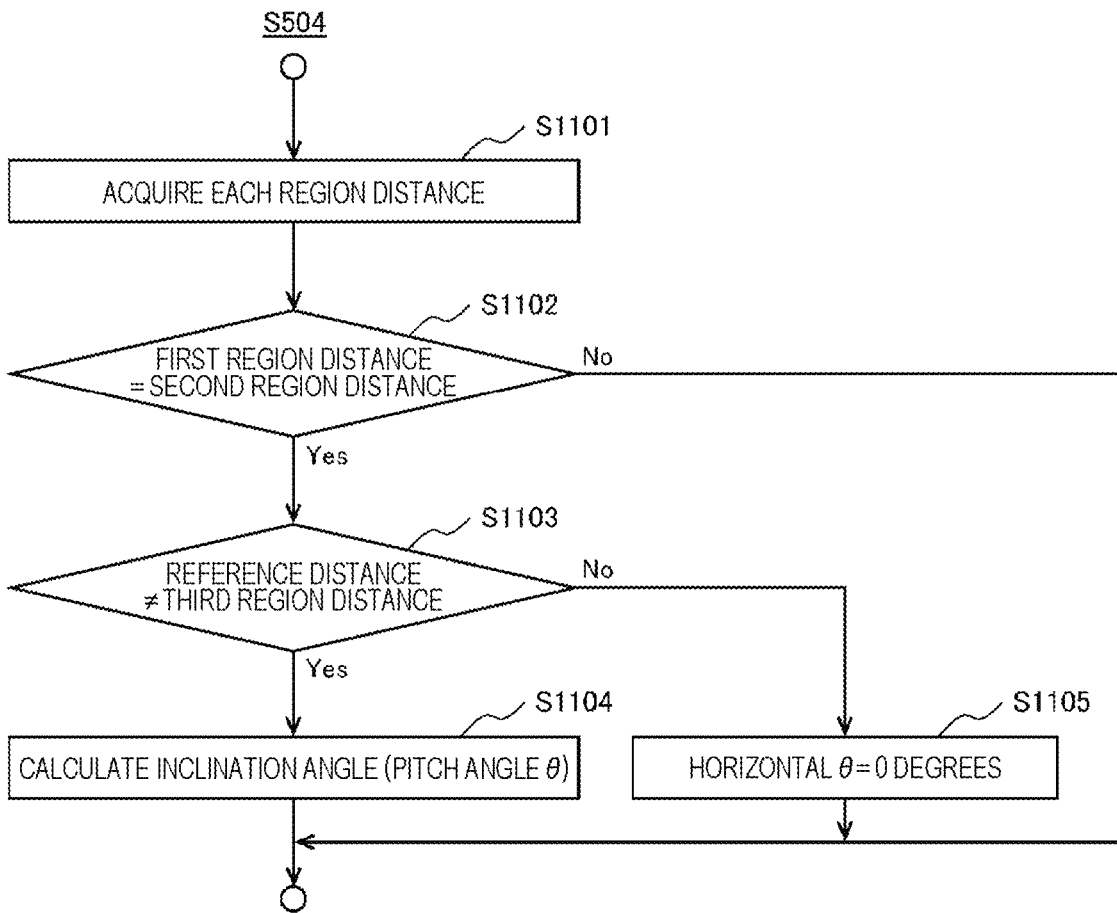 S504
S1101
ACQUIRE EACH REGION DISTANCE
S1102
FIRST REGION DISTANCE
= SECOND REGION DISTANCE
No
Yes
S1103
REFERENCE DISTANCE
≠ THIRD REGION DISTANCE
No
Yes
S1104
CALCULATE INCLINATION ANGLE (PITCH ANGLE θ)
S1105
HORIZONTAL θ = 0 DEGREES